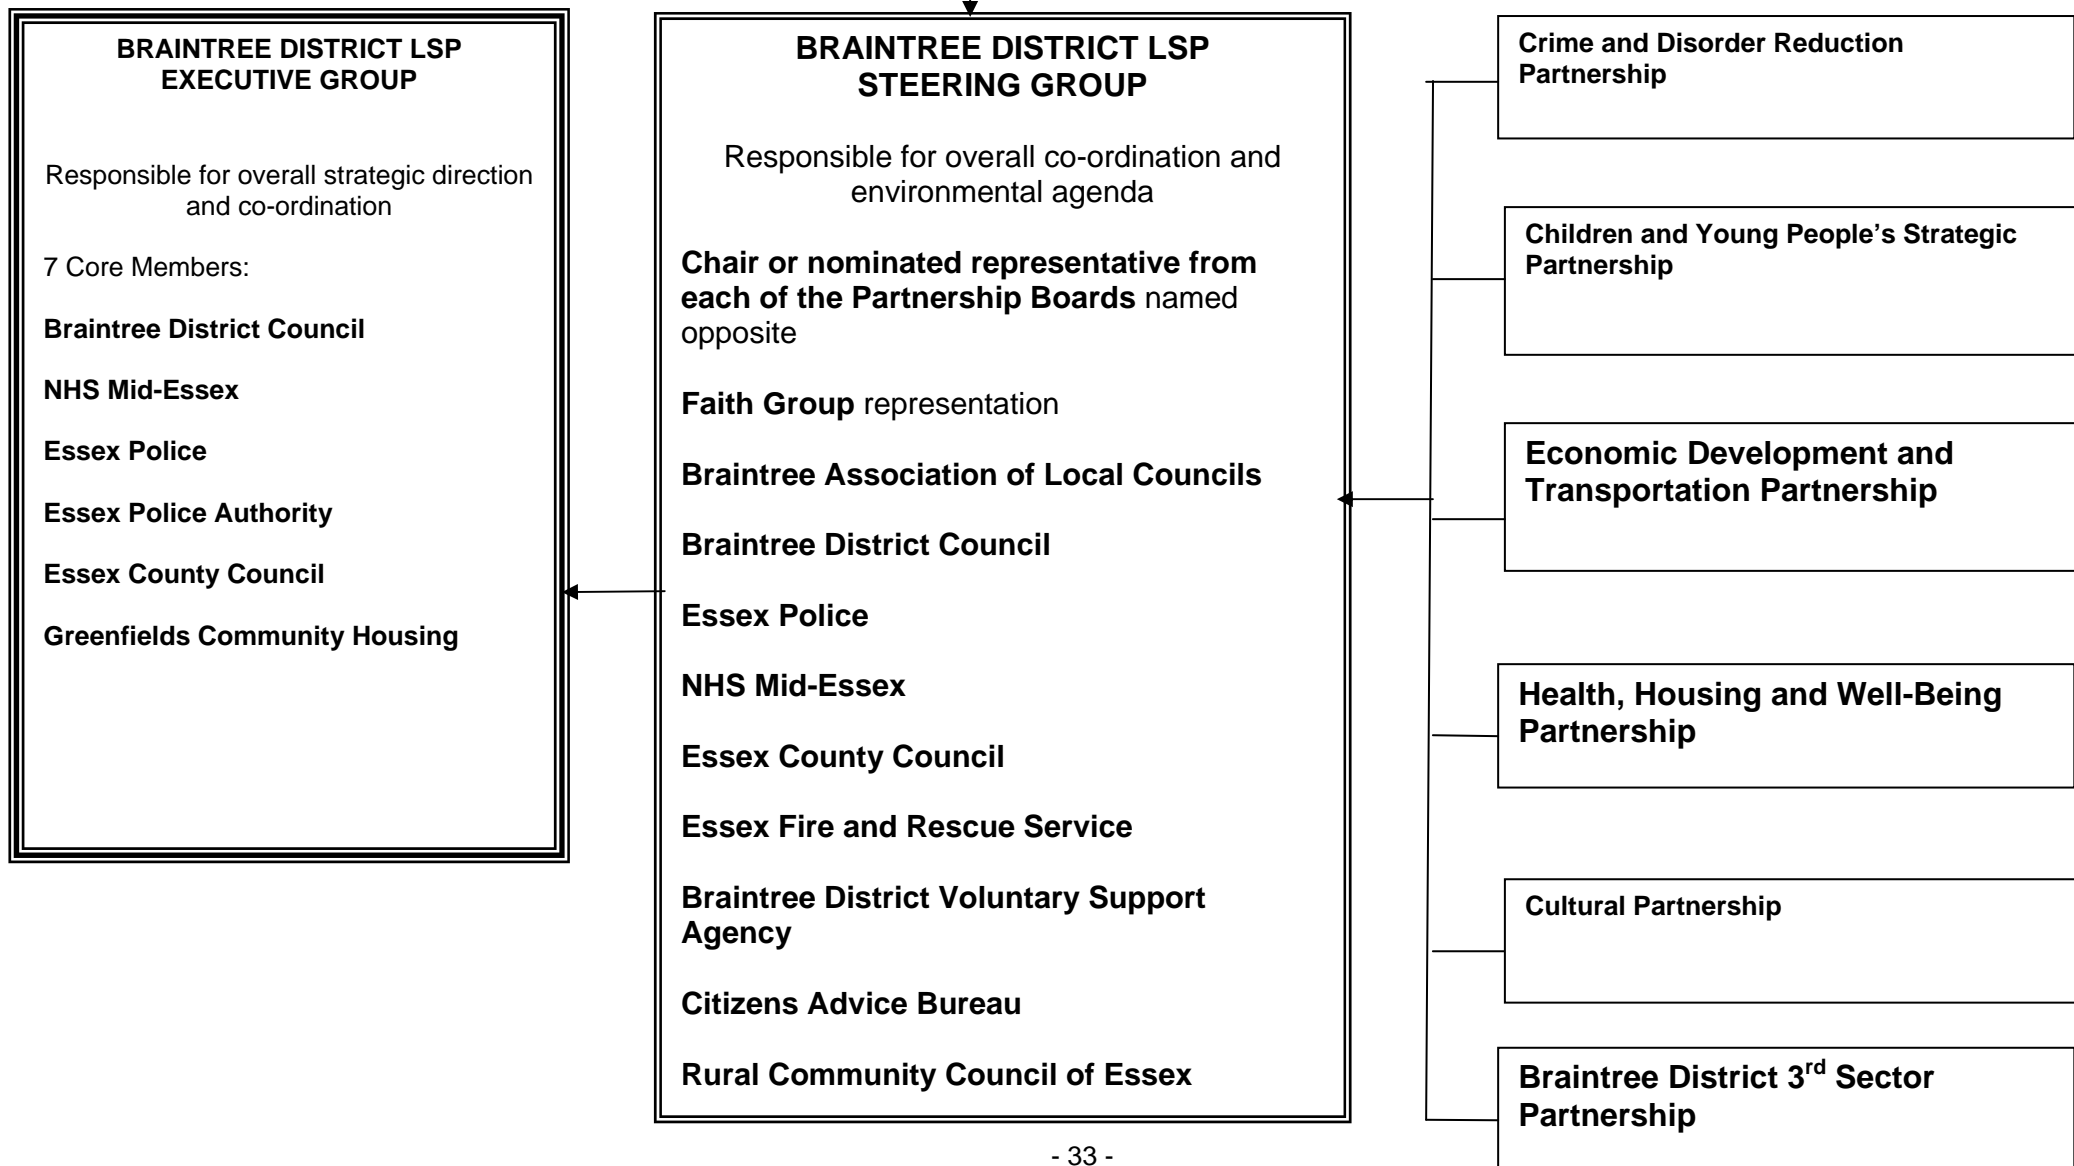 BRAINTREE DISTRICT LSP
EXECUTIVE GROUP
Responsible for overall strategic direction
and co-ordination
7 Core Members:
Braintree District Council
NHS Mid-Essex
Essex Police
Essex Police Authority
Essex County Council
Greenfields Community Housing
BRAINTREE DISTRICT LSP
STEERING GROUP
Responsible for overall co-ordination and
environmental agenda
Chair or nominated representative from
each of the Partnership Boards named
opposite
Faith Group representation
Braintree Association of Local Councils
Braintree District Council
Essex Police
NHS Mid-Essex
Essex County Council
Essex Fire and Rescue Service
Braintree District Voluntary Support
Agency
Citizens Advice Bureau
Rural Community Council of Essex
Crime and Disorder Reduction
Partnership
Children and Young People’s Strategic
Partnership
Economic Development and
Transportation Partnership
Health, Housing and Well-Being
Partnership
Cultural Partnership
Braintree District 3rd Sector
Partnership
- 33 -